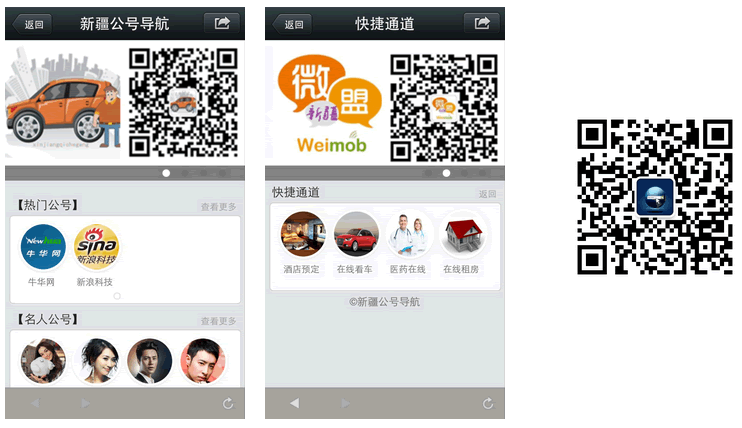 返回
新疆公号导航
【热门公号】
查看更多
Newhua
牛华网
sina
新浪科技
牛华网
新浪科技
【名人公号】
查看更多
返回
快捷通道
微
盟
新疆
Weimob
快捷通道
返回
酒店预定
在线看车
医药在线
在线租房
©新疆公号导航